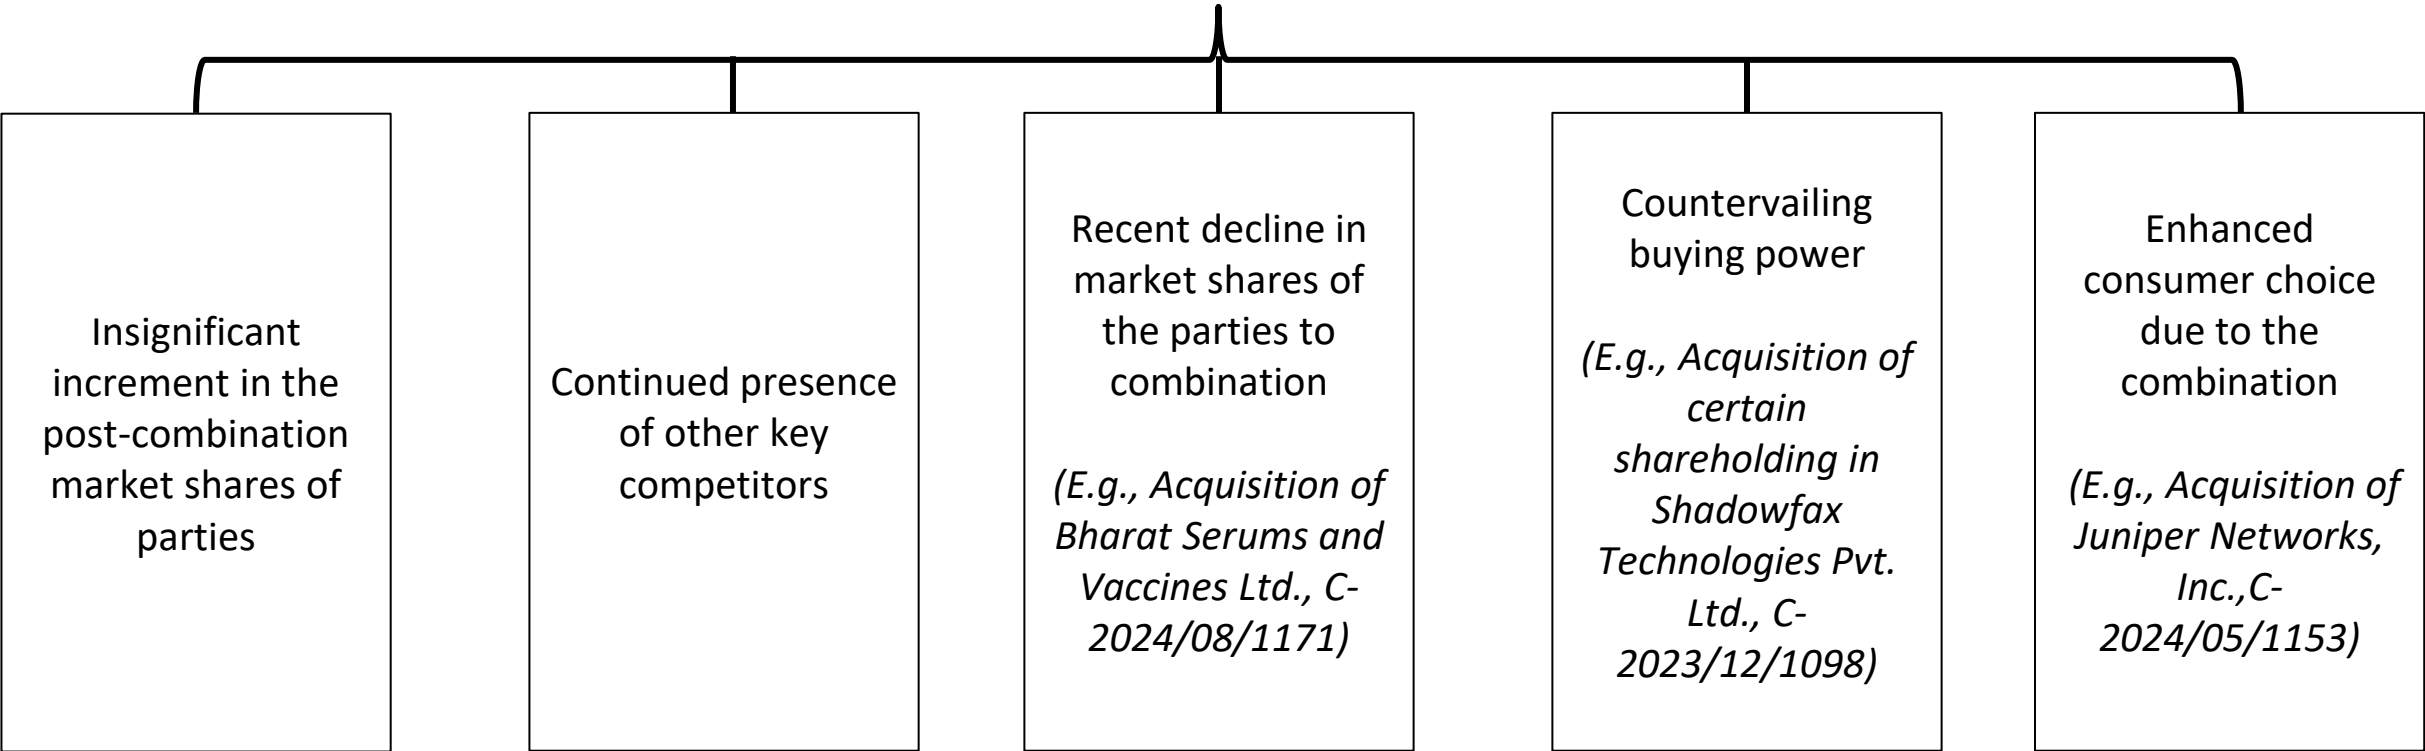 Insignificant
increment in the
post-combination
market shares of
parties
Continued presence
of other key
competitors
Recent decline in
market shares of
the parties to
combination
(E.g., Acquisition of
Bharat Serums and
Vaccines Ltd., C-
2024/08/1171)
Countervailing
buying power
(E.g., Acquisition of
certain
shareholding in
Shadowfax
Technologies Pvt.
Ltd., C-
2023/12/1098)
Enhanced
consumer choice
due to the
combination
(E.g., Acquisition of
Juniper Networks,
Inc.,C-
2024/05/1153)